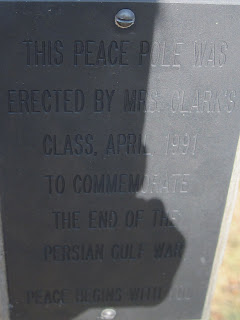 THIS PEACE POLE WAS
ERECTED BY MRS. CLARK'S
CLASS, APRIL 1991
TO COMMEMORATE
THE END OF THE
PERSIAN GULF WAR
PEACE BEGINS WITH YOU